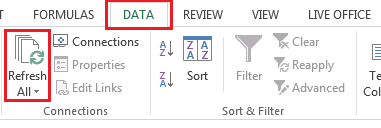 FORMULAS DATA REVIEW VIEW LIVE OFFICE
Refresh All
Connections
Properties
Edit Links
Connections
A Z
Z A
Z A A Z
Sort
Filter
Clear
Reapply
Advanced
Sort & Filter